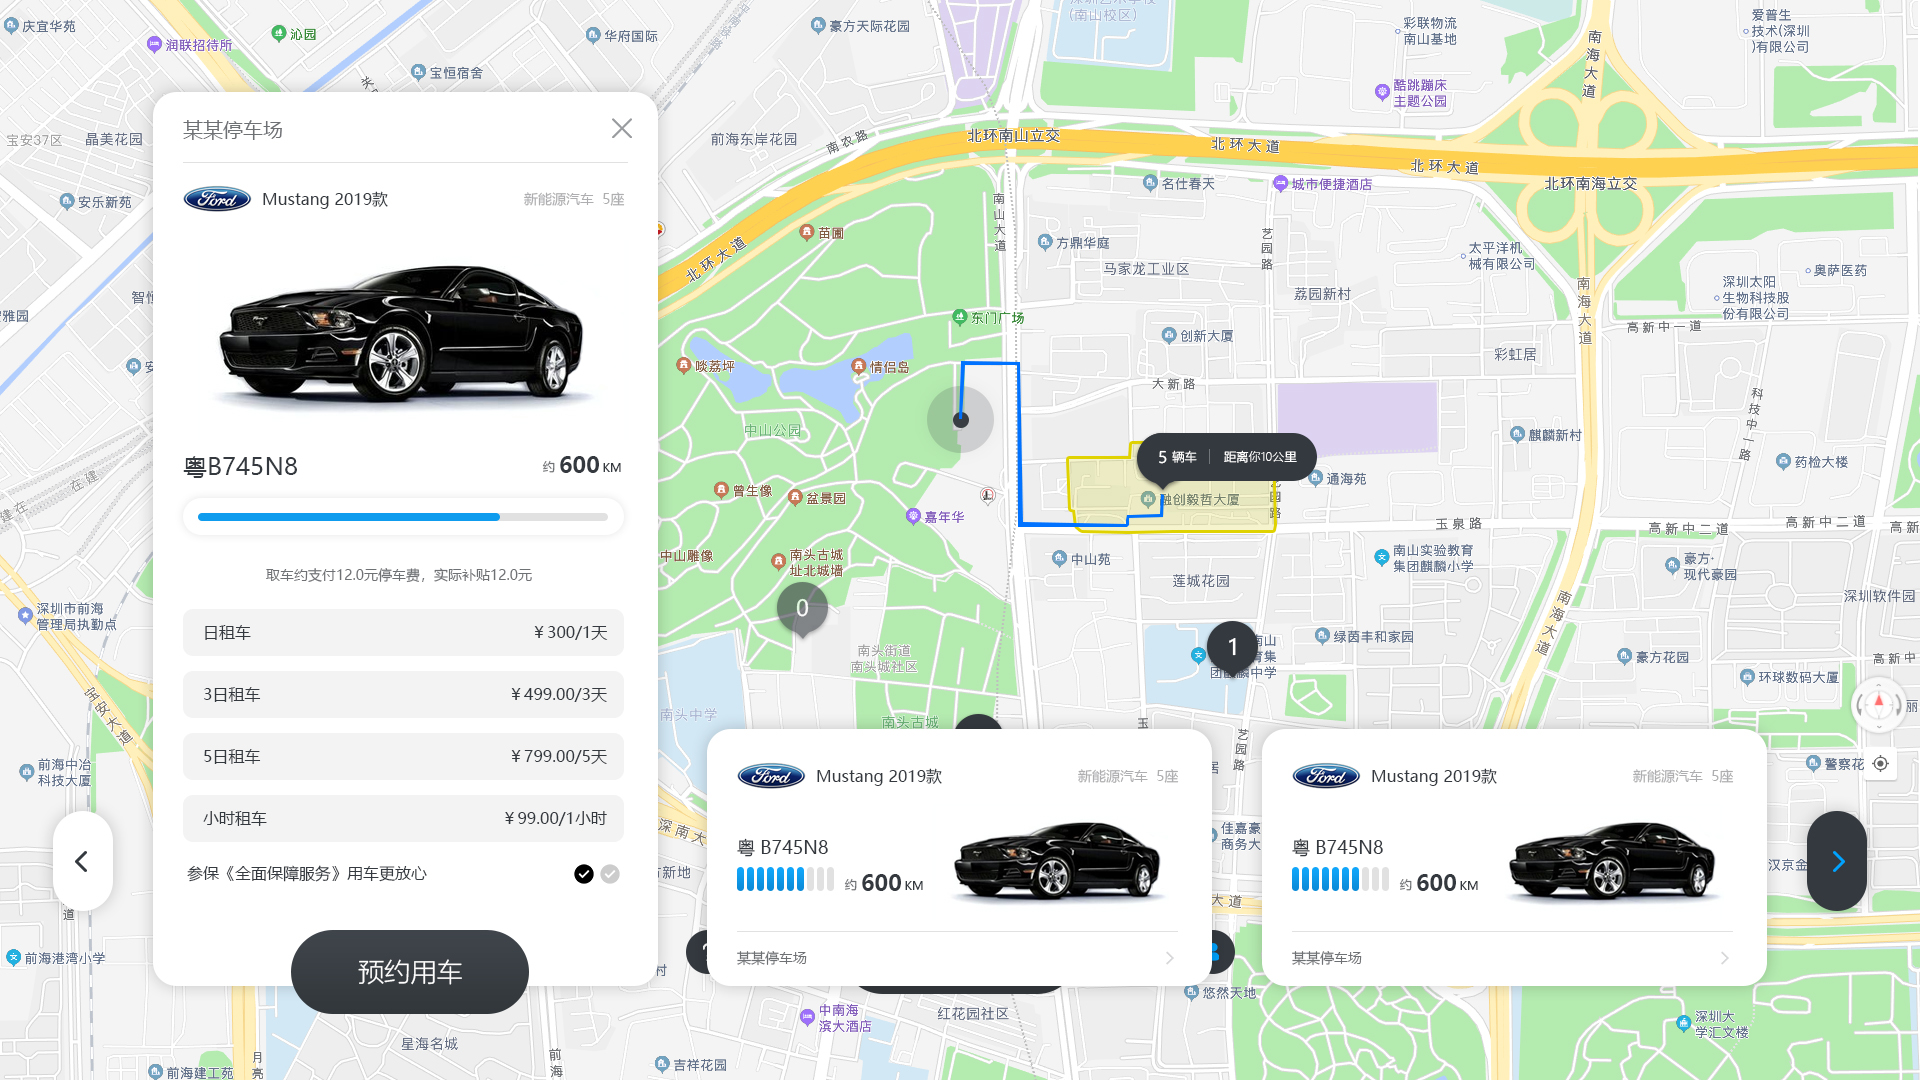 庆宜华苑
润联招待所
沁园
华府国际
宝恒宿舍
豪方天际花园
(南山校区)
彩联物流
南山基地
爱普生
技术(深圳
)有限公司
南海大道
酷跳蹦床
主题公园
宝安37区
晶美花园
安乐新苑
前海东岸花园
南农路
北环南山立交
北环大道
北环大道
北环南海立交
名仕春天
城市便捷酒店
南山大道
苗圃
北环大道
方鼎华庭
马家龙工业区
艺园路
荔园新村
太平洋机
械有限公司
奥萨医药
深圳太阳
生物科技股
份有限公司
南海大道
高新中一道
东门广场
创新大厦
彩虹居
啖荔坪
情侣岛
大新路
科技中一路
中山公园
麒麟新村
药检大楼
5 辆车
距离你10公里
通海苑
融创毅哲大厦
曾生像
盆景园
嘉年华
玉泉路
高新中二道
高新中二道
高新
中山雕像
南头古城
址北城墙
中山苑
莲城花园
南山实验教育
集团麒麟小学
豪方·
现代豪园
深圳软件园
南海大道
0
1
绿茵丰和家园
豪方花园
高新中
环球数码大厦
南头街道
南头城社区
南头中学
南头古城
深圳市前海
管理局执勤点
宝安大道
前海中冶
科技大厦
前海港湾小学
前海建工苑
星海名城
吉祥花园
中南海
滨大酒店
红花园社区
悠然天地
深圳大
学汇文楼
警察花
汉京金
佳嘉豪
商务大
艺园路
深南大
某某停车场
Ford
Mustang 2019款
新能源汽车 5座
粤B745N8
约 600 KM
取车约支付12.0元停车费，实际补贴12.0元
日租车
￥300/1天
3日租车
￥499.00/3天
5日租车
￥799.00/5天
小时租车
￥99.00/1小时
参保《全面保障服务》用车更放心
预约用车
Ford
Mustang 2019款
新能源汽车 5座
粤 B745N8
约 600 KM
某某停车场
Ford
Mustang 2019款
新能源汽车 5座
粤 B745N8
约 600 KM
某某停车场